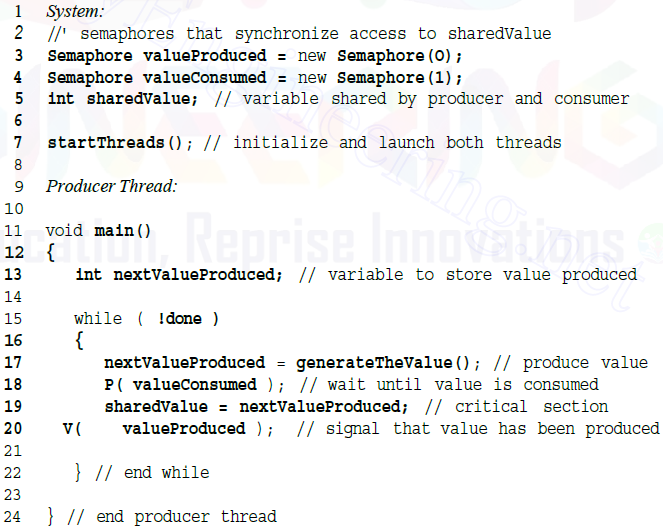 1 System:
2 //' semaphores that synchronize access to sharedValue
3 Semaphore valueProduced = new Semaphore(0);
4 Semaphore valueConsumed = new Semaphore(1);
5 int sharedValue; // variable shared by producer and consumer
6
7 startThreads(); // initialize and launch both threads
8
9 Producer Thread:
10
11 void main()
12 {
13 int nextValueProduced; // variable to store value produced
14
15 while ( !done )
16 {
17 nextValueProduced = generateTheValue(); // produce value
18 P( valueConsumed ); // wait until value is consumed
19 sharedValue = nextValueProduced; // critical section
20 V( valueProduced ); // signal that value has been produced
21
22 } // end while
23
24 } // end producer thread